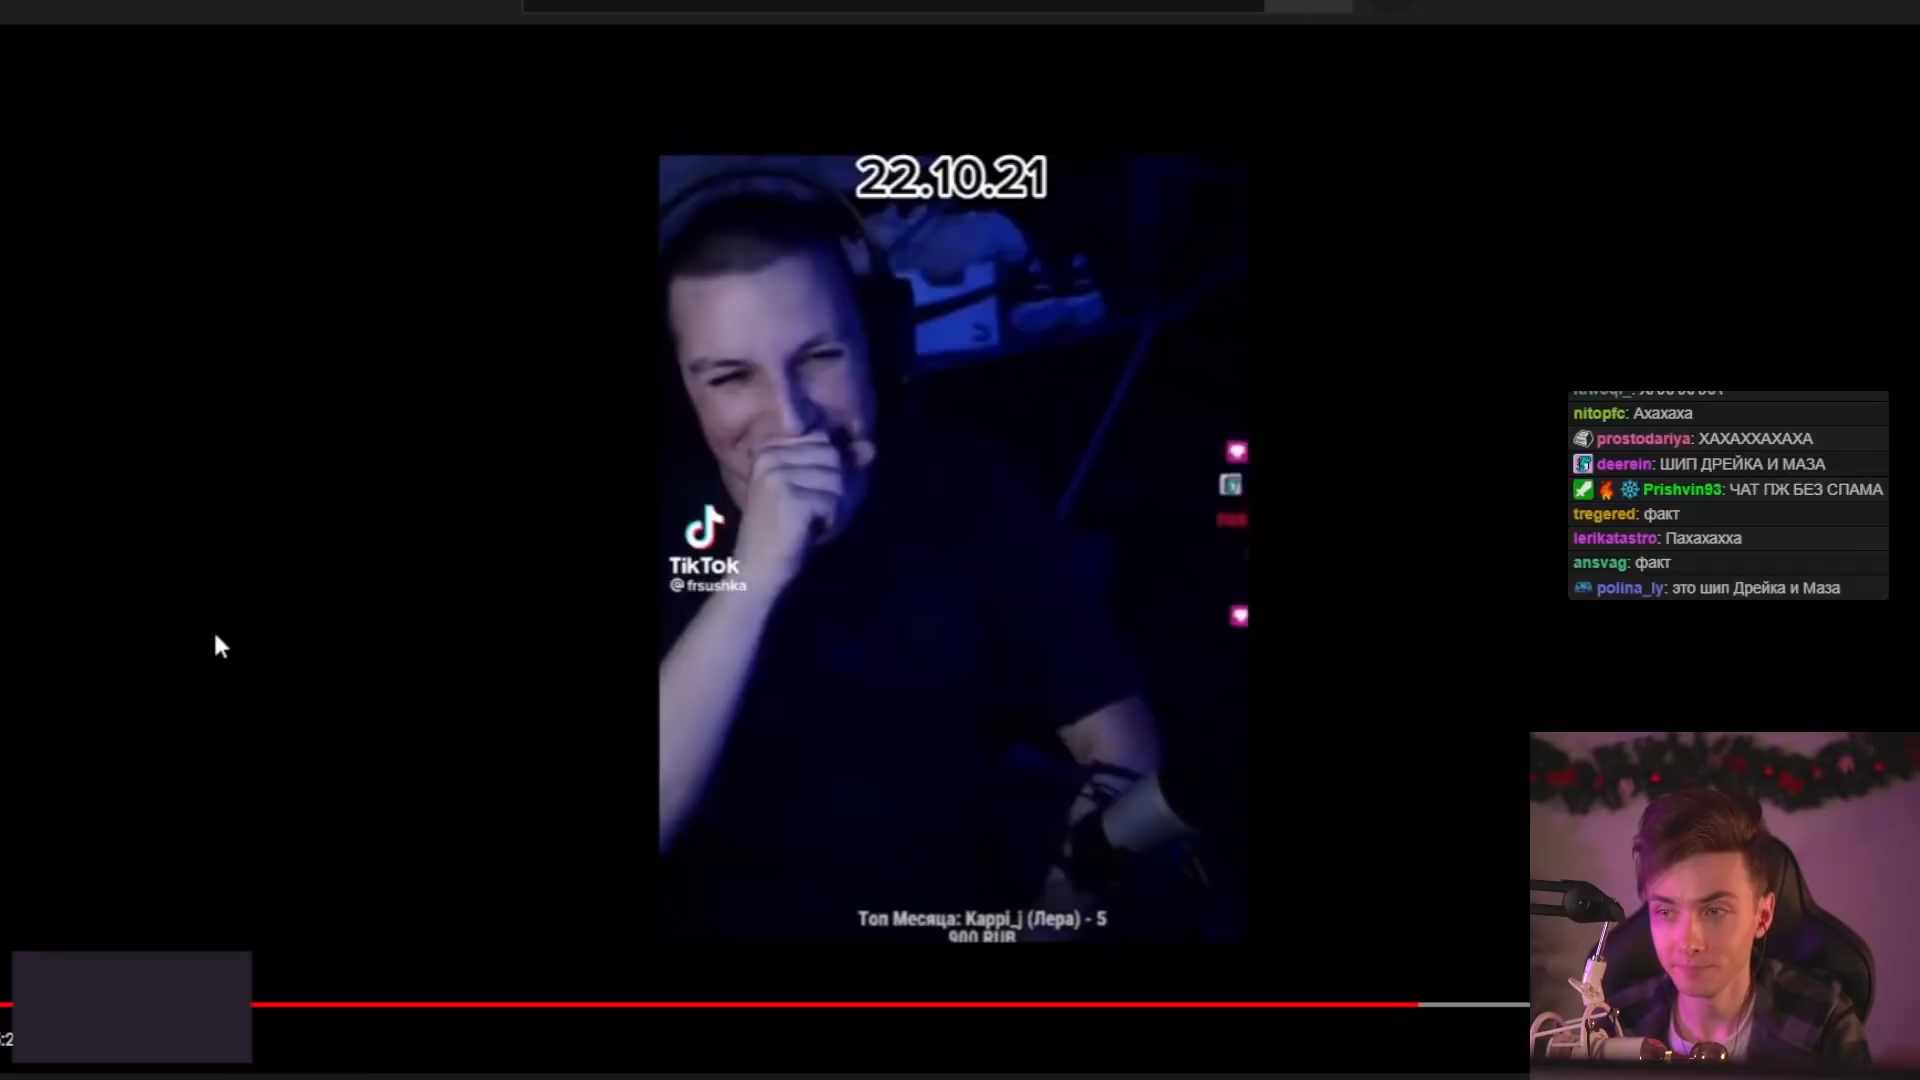 22.10.21
TikTok
@frsushka
Топ Месяца: Kappi_j (Лера) - 5
900 RUB
nitopfc: Ахахаха
prostodariya: ХАХАХХАХАХА
deerein: ШИП ДРЕЙКА И МАЗА
Prishvin93: ЧАТ ПЖ БЕЗ СПАМА
tregered: факт
lerikatastro: Пахахахха
ansvag: факт
polina_ly: это шип Дрейка и Маза